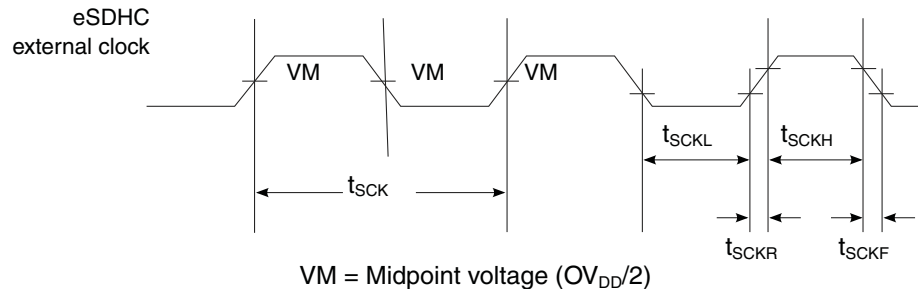 eSDHC
external clock
VM VM VM
tSCKL tSCKH
tSCK
tSCKR tSCKF
VM = Midpoint voltage (OVDD/2)